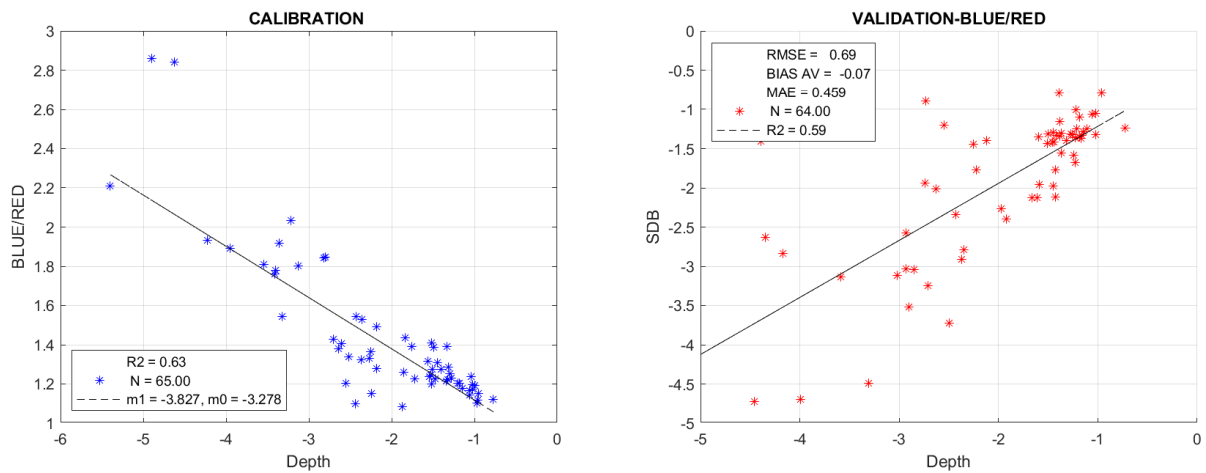 CALIBRATION
3
2.8
2.6
2.4
2.2
2
1.8
1.6
1.4
1.2
1
BLUE/RED
R2 = 0.63
N = 65.00
m1 = -3.827, m0 = -3.278
-6
-5
-4
-3
-2
-1
0
Depth
VALIDATION-BLUE/RED
0
-0.5
-1
-1.5
-2
-2.5
-3
-3.5
-4
-4.5
-5
SDB
RMSE = 0.69
BIAS AV = -0.07
MAE = 0.459
N = 64.00
R2 = 0.59
-5
-4
-3
-2
-1
0
Depth